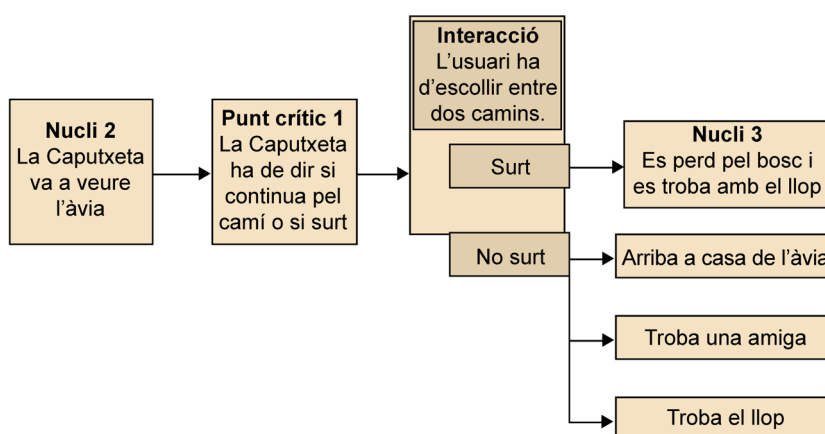 Nucli 2
La Caputxeta
va a veure
l’àvia
Punt crític 1
La Caputxeta
ha de dir si
continua pel
camí o si surt
Interacció
L’usuari ha
d’escollir entre
dos camins.
Surt
No surt
Nucli 3
Es perd pel bosc i
es troba amb el llop
Arriba a casa de l’àvia
Troba una amiga
Troba el llop